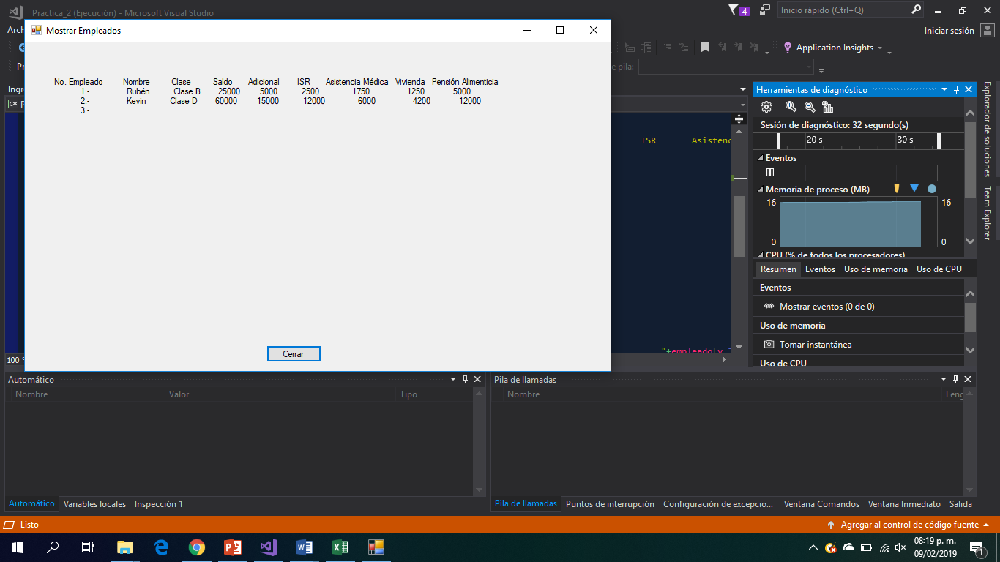 Practica_2 (Ejecución) - Microsoft Visual Studio
4
Inicio rápido (Ctrl+Q)
Mostrar Empleados
Arch
Iniciar sesión
Application Insights
de pila:
No. Empleado Nombre Clase Saldo Adicional ISR Asistencia Médica Vivienda Pensión Alimenticia
1.- Rubén Clase B 25000 5000 2500 1750 1250 5000
2.- Kevin Clase D 60000 15000 12000 6000 4200 12000
3.-
Cerrar
Ingr
C#
ISR Asistenc
"+empleado[y,
100 %
Herramientas de diagnóstico
Sesión de diagnóstico: 32 segundo(s)
20 s 30 s
Eventos
Memoria de proceso (MB)
16 16
0 0
CPU (% de todos los procesadores)
Resumen Eventos Uso de memoria Uso de CPU
Eventos
Mostrar eventos (0 de 0)
Uso de memoria
Tomar instantánea
Uso de CPU
Explorador de soluciones
Team Explorer
Automático
Nombre Valor Tipo
Automático Variables locales Inspección 1
Pila de llamadas
Nombre Leng
Pila de llamadas Puntos de interrupción Configuración de excepcio... Ventana Comandos Ventana Inmediato Salida
Listo
Agregar al control de código fuente
08:19 p. m.
09/02/2019
1